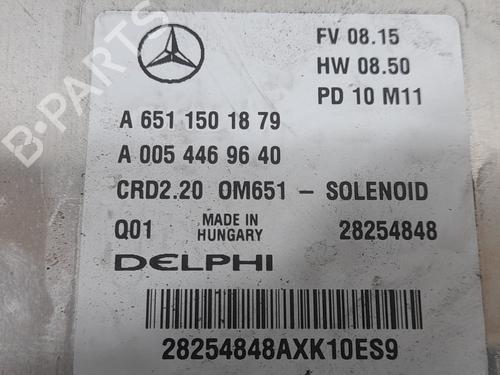 FV 08.15
HW 08.50
PD 10 M11
A 651 150 18 79
A 005 446 96 40
CRD2.20 OM651 - SOLENOID
Q01 MADE IN HUNGARY 28254848
DELPHI
28254848AXK10ES9
B-PARTS